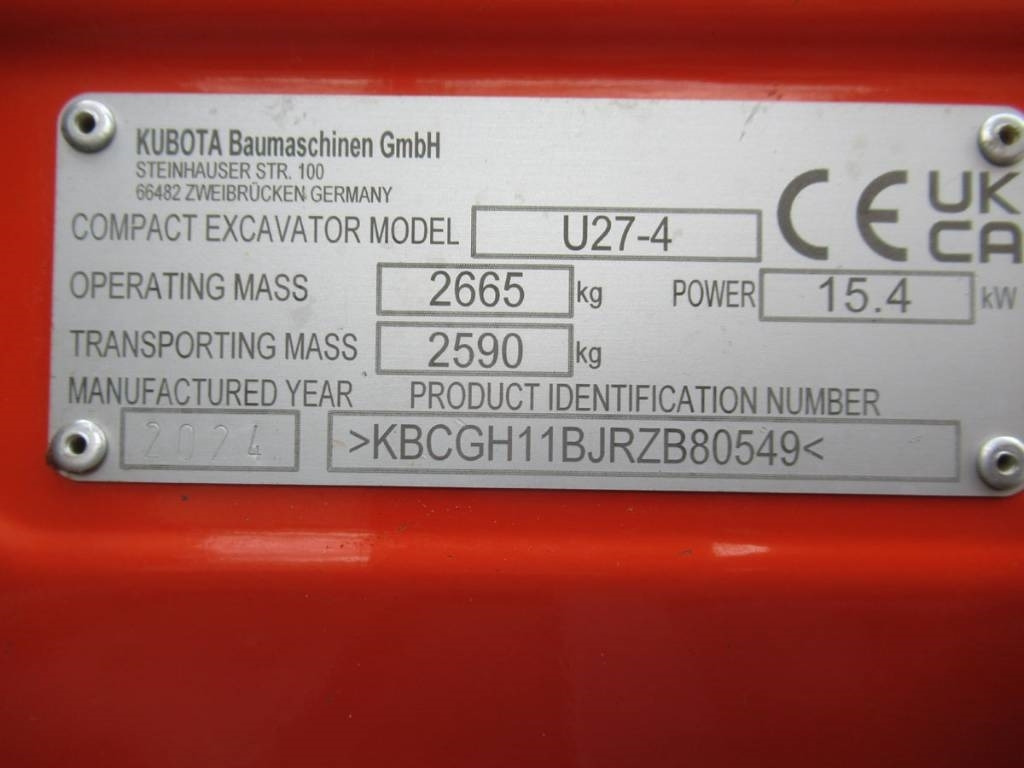 KUBOTA Baumaschinen GmbH
STEINHAUSER STR. 100
66482 ZWEIBRÜCKEN GERMANY
CE UK
CA
COMPACT EXCAVATOR MODEL U27-4
OPERATING MASS 2665 kg POWER 15.4 kW
TRANSPORTING MASS 2590 kg
MANUFACTURED YEAR PRODUCT IDENTIFICATION NUMBER
2024 >KBCGH11BJRZB80549<